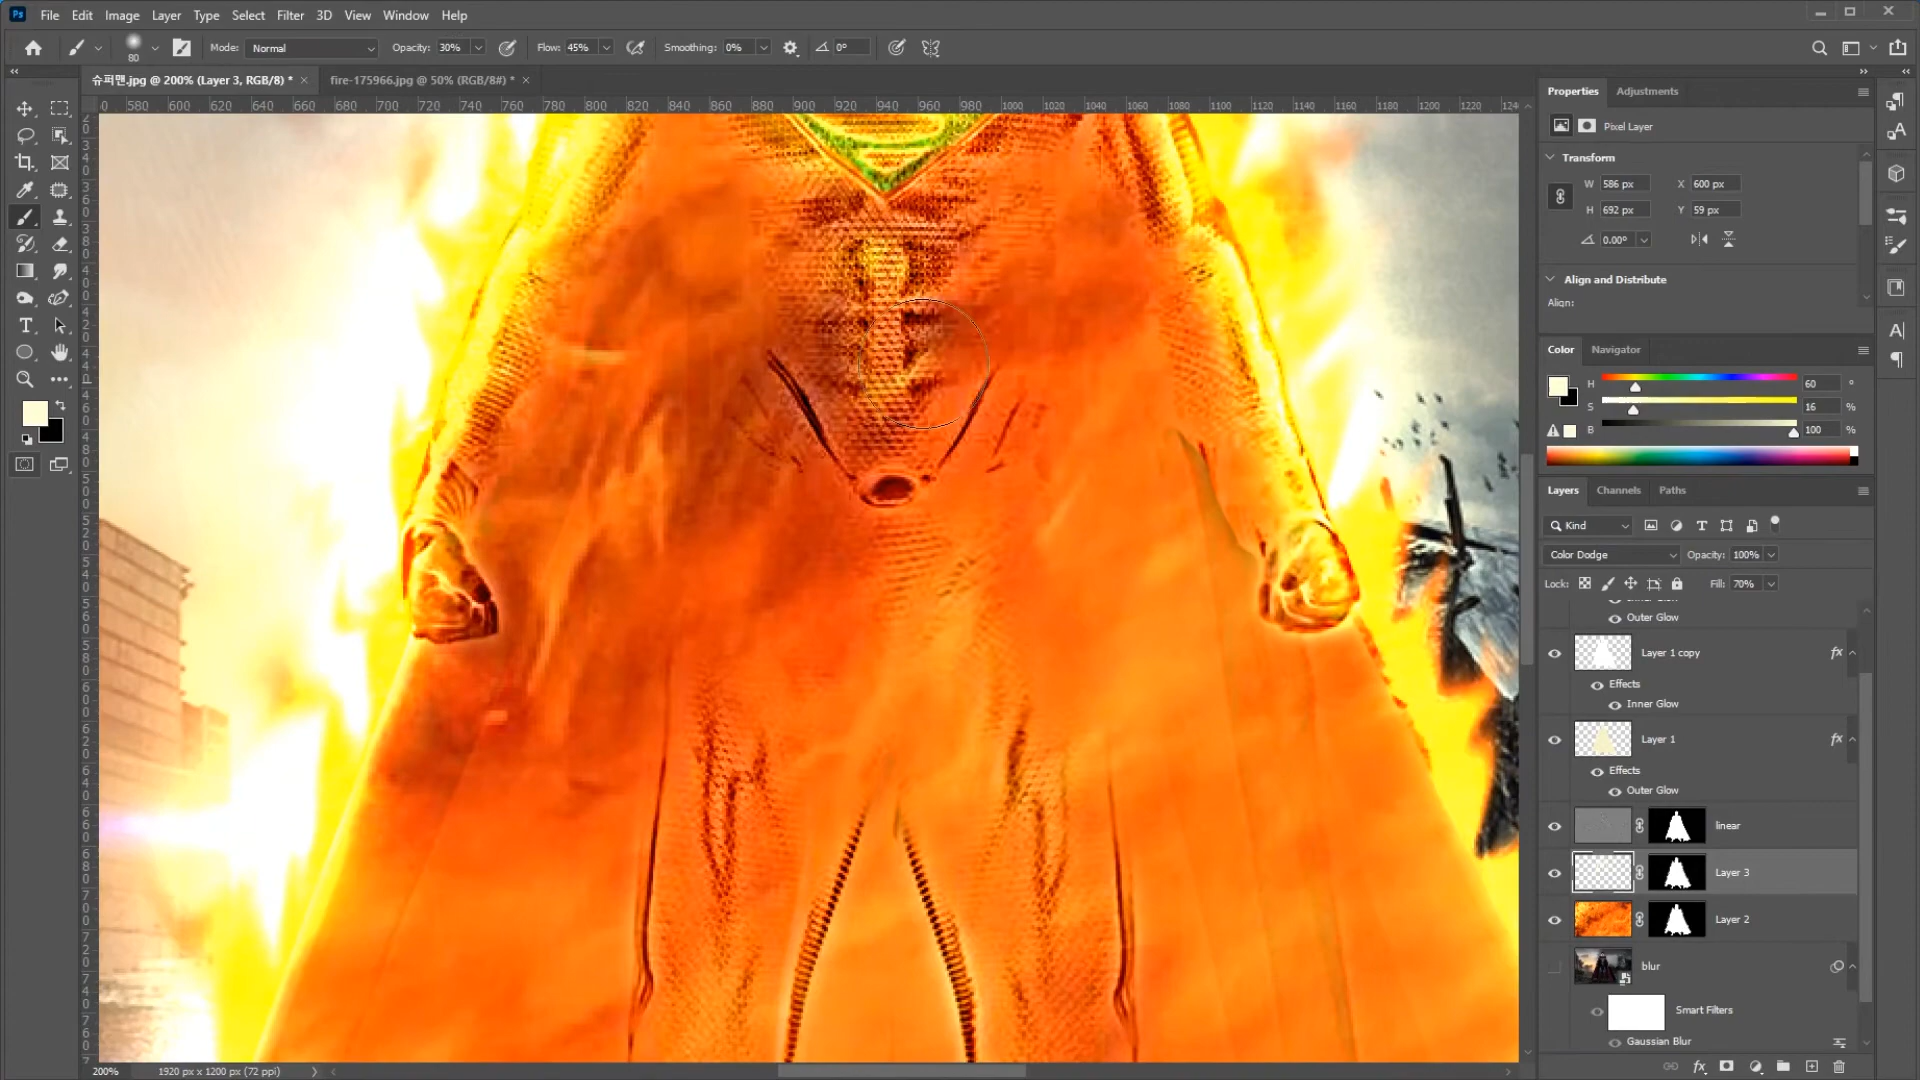 Ps File Edit Image Layer Type Select Filter 3D View Window Help
80 Mode: Normal Opacity: 30% Flow: 45% Smoothing: 0% 0°
슈퍼맨.jpg @ 200% (Layer 3, RGB/8) * × fire-175966.jpg @ 50% (RGB/8#) * ×
0 580 600 620 640 660 680 700 720 740 760 780 800 820 840 860 880 900 920 940 960 980 1000 1020 1040 1060 1080 1100 1120 1140 1160 1180 1200 1220 124
Properties Adjustments
Pixel Layer
Transform
W 586 px X 600 px
H 692 px Y 59 px
0.00°
Align and Distribute
Align:
Color Navigator
H 60 °
S 16 %
B 100 %
Layers Channels Paths
Kind
Color Dodge Opacity: 100%
Lock: Fill: 70%
Outer Glow
Layer 1 copy fx
Effects
Inner Glow
Layer 1 fx
Effects
Outer Glow
linear
Layer 3
Layer 2
blur
Smart Filters
Gaussian Blur
200% 1920 px x 1200 px (72 ppi)